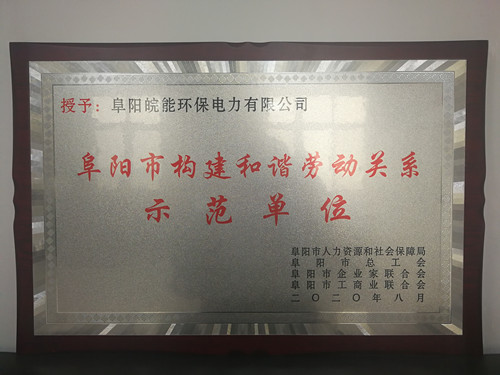 授予：阜阳皖能环保电力有限公司
阜阳市构建和谐劳动关系
示范单位
阜阳市人力资源和社会保障局
阜阳市总工会
阜阳市企业家联合会
阜阳市工商业联合会
二〇二〇年八月